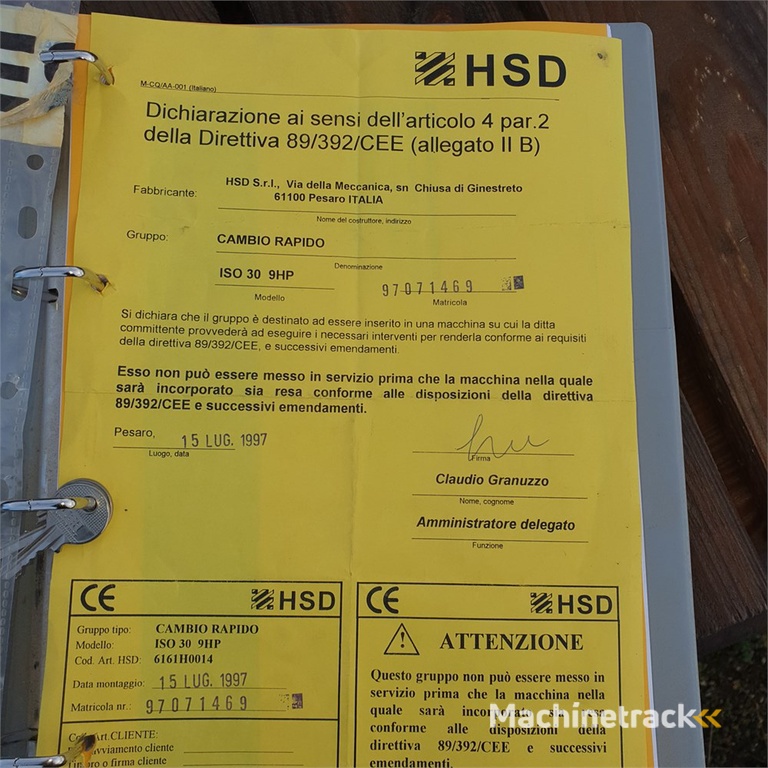 HSD
M-CQ/AA-001 (Italiano)
Dichiarazione ai sensi dell'articolo 4 par.2
della Direttiva 89/392/CEE (allegato II B)
Fabbricante: HSD S.r.l., Via della Meccanica, sn Chiusa di Ginestreto
61100 Pesaro ITALIA
Nome del costruttore, indirizzo
Gruppo: CAMBIO RAPIDO
Denominazione
ISO 30 9HP 97071469
Modello Matricola
Si dichiara che il gruppo è destinato ad essere inserito in una macchina su cui la ditta
committente provvederà ad eseguire i necessari interventi per renderla conforme ai requisiti
della direttiva 89/392/CEE, e successivi emendamenti.
Esso non può essere messo in servizio prima che la macchina nella quale
sarà incorporato sia resa conforme alle disposizioni della direttiva
89/392/CEE e successivi emendamenti.
Pesaro, 15 LUG. 1997
Luogo, data
Firma
Claudio Granuzzo
Nome, cognome
Amministratore delegato
Funzione
CE HSD
Gruppo tipo: CAMBIO RAPIDO
Modello: ISO 30 9HP
Cod. Art. HSD: 6161H0014
Data montaggio: 15 LUG. 1997
Matricola nr.: 97071469
Art.CLIENTE:
avviamento cliente
o firma cliente
CE HSD
ATTENZIONE
Questo gruppo non può essere messo in
servizio prima che la macchina nella
quale sarà incorporato sia resa
conforme alle disposizioni della
direttiva 89/392/CEE e successivi
emendamenti.
Machinetrack